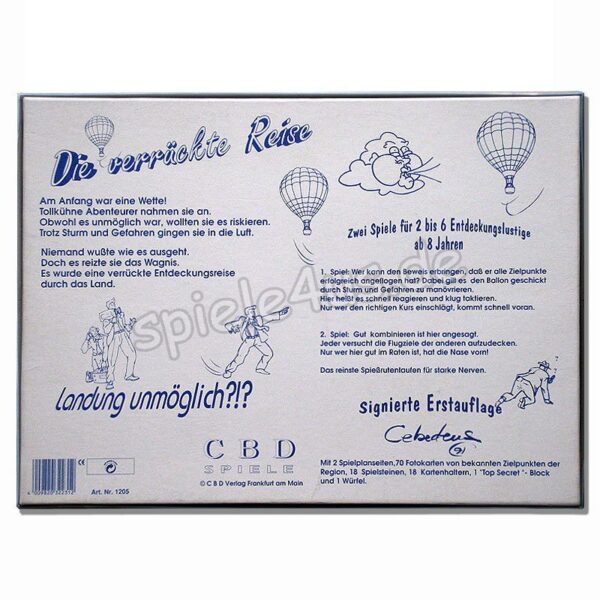 Die verrückte Reise
Am Anfang war eine Wette!
Tollkühne Abenteurer nahmen sie an.
Obwohl es unmöglich war, wollten sie es riskieren.
Trotz Sturm und Gefahren gingen sie in die Luft.
Niemand wußte wie es ausgeht.
Doch es reizte sie das Wagnis.
Es wurde eine verrückte Entdeckungsreise
durch das Land.
Landung unmöglich?!?
Zwei Spiele für 2 bis 6 Entdeckungslustige
ab 8 Jahren
1. Spiel: Wer kann den Beweis erbringen, daß er alle Zielpunkte
erfolgreich angeflogen hat? Dabei gilt es den Ballon geschickt
durch Sturm und Gefahren zu manövrieren.
Hier heißt es schnell reagieren und klug taktieren.
Nur wer den richtigen Kurs einschlägt, kommt schnell voran.
2. Spiel: Gut kombinieren ist hier angesagt.
Jeder versucht die Flugziele der anderen aufzudecken.
Nur wer hier gut im Raten ist, hat die Nase vorn!
Das reinste Spießrutenlaufen für starke Nerven.
Signierte Erstauflage
CBD
SPIELE
© C B D Verlag Frankfurt am Main
Mit 2 Spielplanseiten,70 Fotokarten von bekannten Zielpunkten der
Region, 18 Spielsteinen, 18 Kartenhaltern, 1 "Top Secret "- Block
und 1 Würfel.
CE
Art. Nr. 1205
spiele4us.de